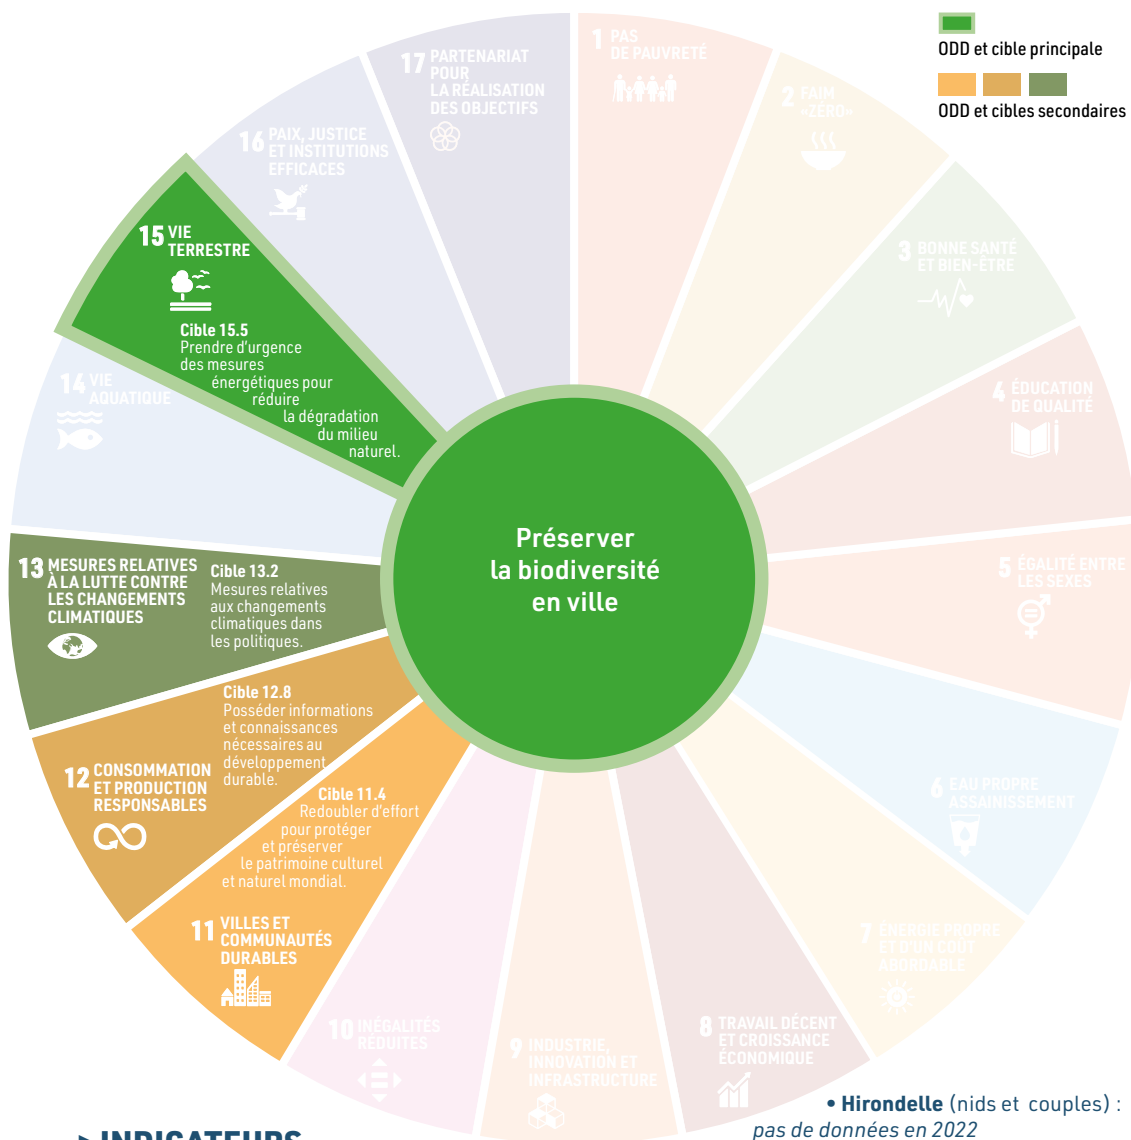 ODD et cible principale
ODD et cibles secondaires
1 PAS
DE PAUVRETÉ
2 FAIM
«ZÉRO»
3 BONNE SANTÉ
ET BIEN-ÊTRE
4 ÉDUCATION
DE QUALITÉ
5 ÉGALITÉ ENTRE
LES SEXES
6 EAU PROPRE
ASSAINISSEMENT
7 ÉNERGIE PROPRE
ET D'UN COÛT
ABORDABLE
8 TRAVAIL DÉCENT
ET CROISSANCE
ÉCONOMIQUE
9 INDUSTRIE,
INNOVATION ET
INFRASTRUCTURE
10 INÉGALITÉS
RÉDUITES
11 VILLES ET
COMMUNAUTÉS
DURABLES
Cible 11.4
Redoubler d'effort
pour protéger
et préserver
le patrimoine culturel
et naturel mondial.
12 CONSOMMATION
ET PRODUCTION
RESPONSABLES
Cible 12.8
Posséder informations
et connaissances
nécessaires au
développement
durable.
13 MESURES RELATIVES
À LA LUTTE CONTRE
LES CHANGEMENTS
CLIMATIQUES
Cible 13.2
Mesures relatives
aux changements
climatiques dans
les politiques.
14 VIE
AQUATIQUE
15 VIE
TERRESTRE
Cible 15.5
Prendre d'urgence
des mesures
énergétiques pour
réduire
la dégradation
du milieu
naturel.
16 PAIX, JUSTICE
ET INSTITUTIONS
EFFICACES
17 PARTENARIAT
POUR
LA RÉALISATION
DES OBJECTIFS
Préserver
la biodiversité
en ville
• Hirondelle (nids et couples) :
pas de données en 2022
INDICATEURS